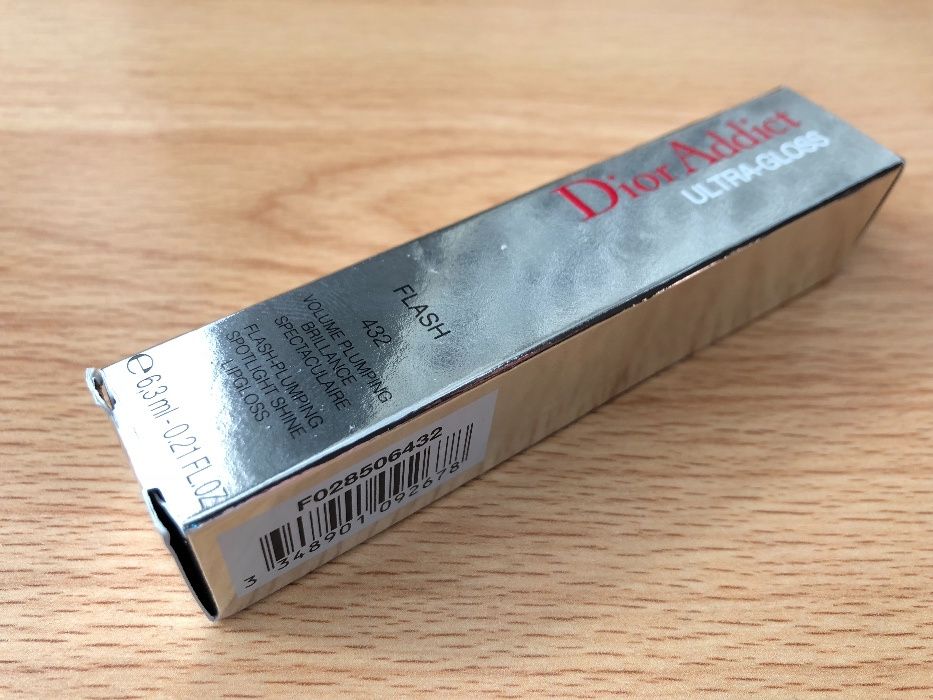 Dior Addict
ULTRA-GLOSS
FLASH
432
VOLUME PLUMPING
BRILLANCE
SPECTACULAIRE
FLASH-PLUMPING
SPOTLIGHT SHINE
LIPGLOSS
℮ 6,3 ml - 0.21 FL.OZ
F028506432
3 348901 092678